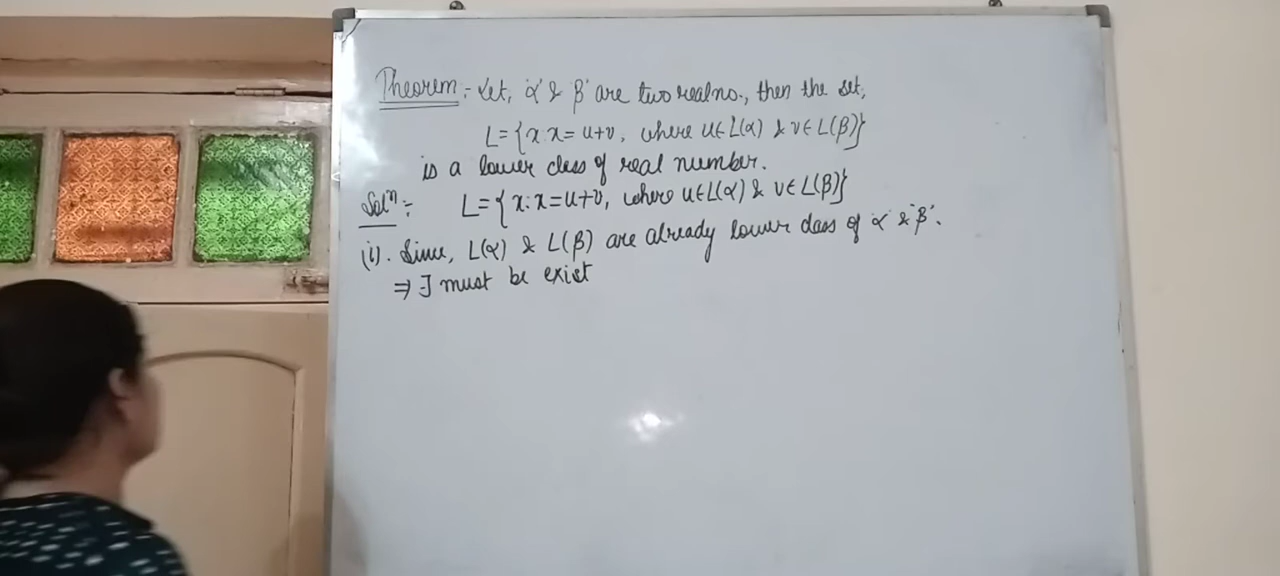 Theorem:- Let, 'α' & 'β' are two real no., then the set,
L = {x: x = u+v, where u ∈ L(α) & v ∈ L(β)}
is a lower class of real number.
Solⁿ:- L = {x: x = u+v, where u ∈ L(α) & v ∈ L(β)}
(i). Since, L(α) & L(β) are already lower class of 'α' & 'β'.
⇒ ∃ must be exist